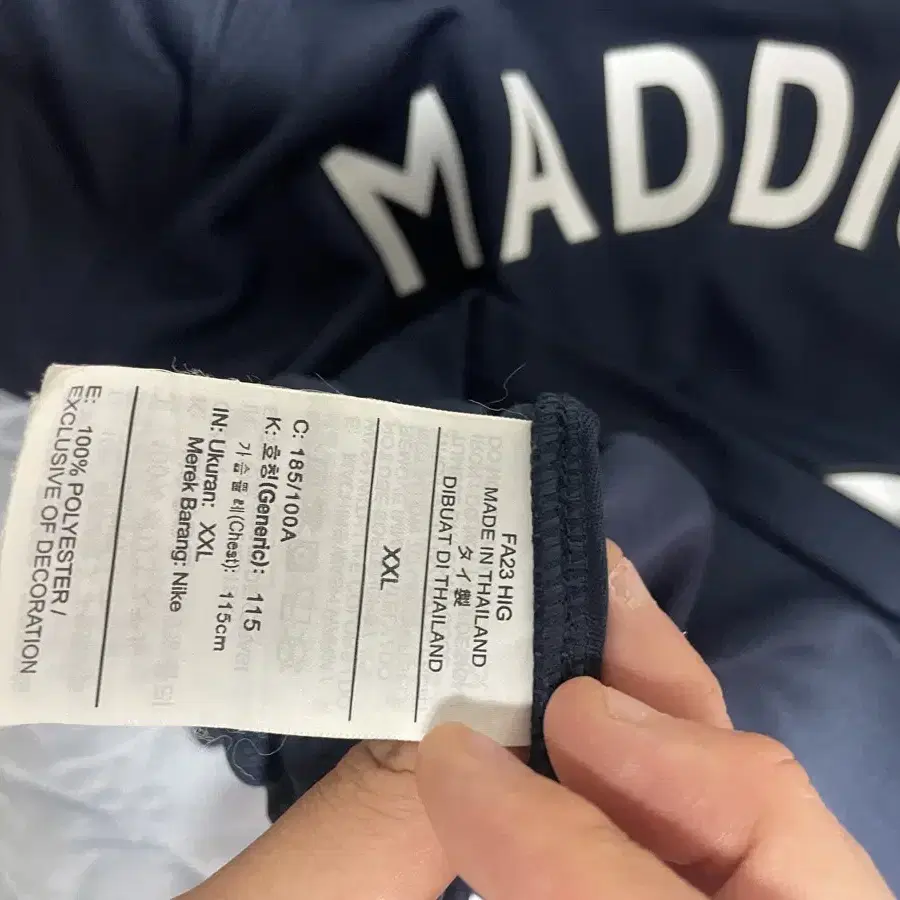 MADDI
FA23 HIG
MADE IN THAILAND
タイ製
DIBUAT DI THAILAND
XXL
C: 185/100A
K: 호칭(Generic): 115
가슴둘레(Chest): 115cm
IN: Ukuran: XXL
Merek Barang: Nike
E: 100% POLYESTER /
EXCLUSIVE OF DECORATION